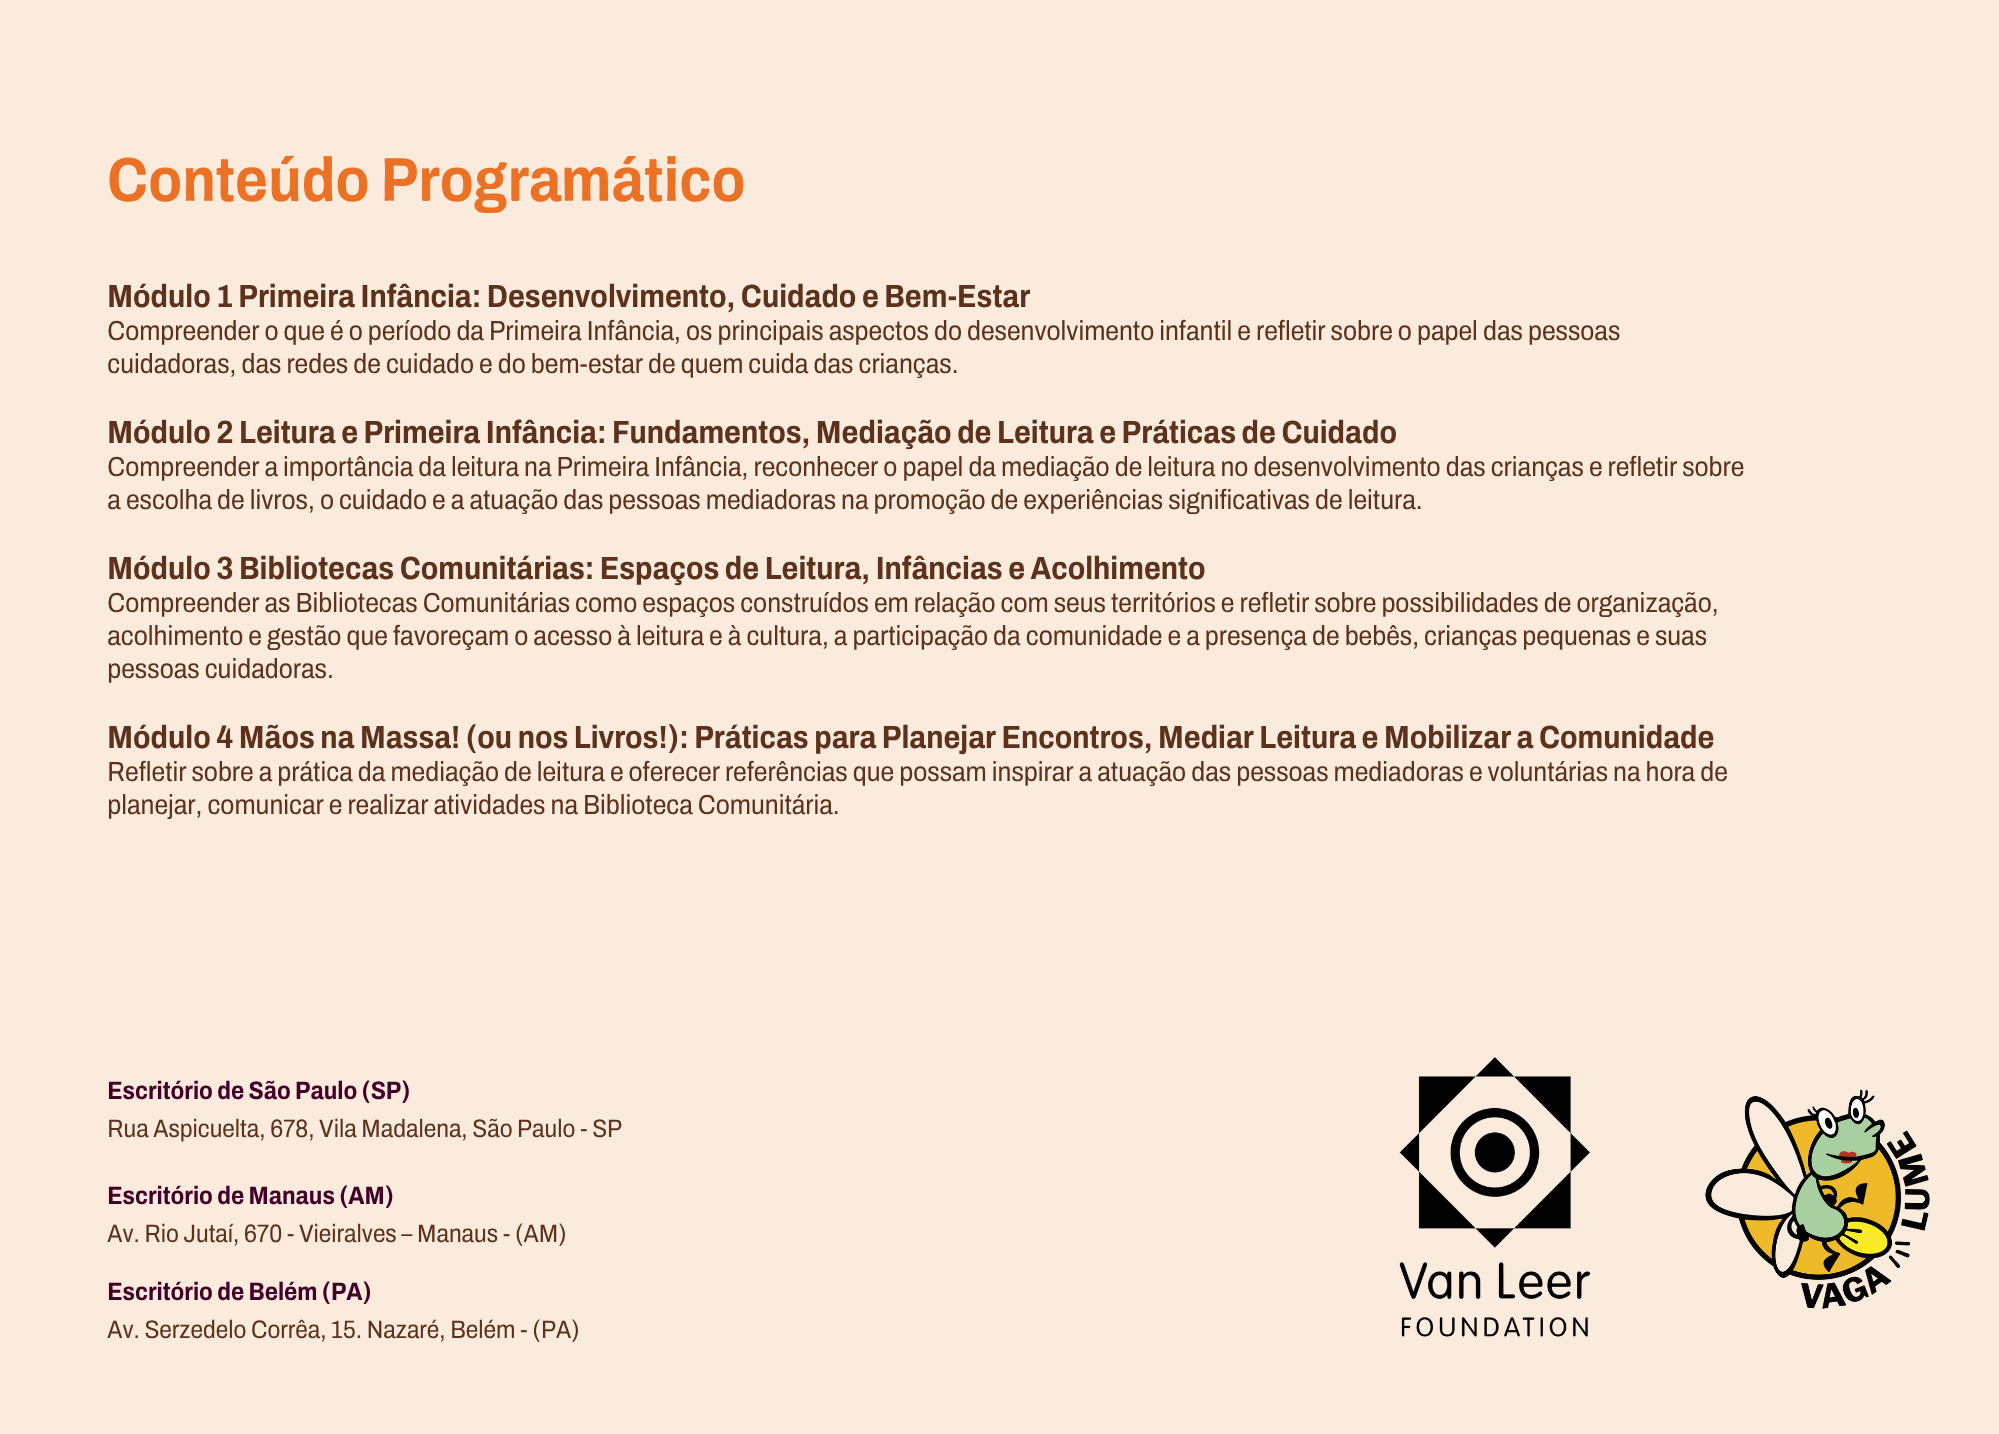 Conteúdo Programático
Módulo 1 Primeira Infância: Desenvolvimento, Cuidado e Bem-Estar
Compreender o que é o período da Primeira Infância, os principais aspectos do desenvolvimento infantil e refletir sobre o papel das pessoas
cuidadoras, das redes de cuidado e do bem-estar de quem cuida das crianças.
Módulo 2 Leitura e Primeira Infância: Fundamentos, Mediação de Leitura e Práticas de Cuidado
Compreender a importância da leitura na Primeira Infância, reconhecer o papel da mediação de leitura no desenvolvimento das crianças e refletir sobre
a escolha de livros, o cuidado e a atuação das pessoas mediadoras na promoção de experiências significativas de leitura.
Módulo 3 Bibliotecas Comunitárias: Espaços de Leitura, Infâncias e Acolhimento
Compreender as Bibliotecas Comunitárias como espaços construídos em relação com seus territórios e refletir sobre possibilidades de organização,
acolhimento e gestão que favoreçam o acesso à leitura e à cultura, a participação da comunidade e a presença de bebês, crianças pequenas e suas
pessoas cuidadoras.
Módulo 4 Mãos na Massa! (ou nos Livros!): Práticas para Planejar Encontros, Mediar Leitura e Mobilizar a Comunidade
Refletir sobre a prática da mediação de leitura e oferecer referências que possam inspirar a atuação das pessoas mediadoras e voluntárias na hora de
planejar, comunicar e realizar atividades na Biblioteca Comunitária.
Escritório de São Paulo (SP)
Rua Aspicuelta, 678, Vila Madalena, São Paulo - SP
Escritório de Manaus (AM)
Av. Rio Jutaí, 670 - Vieiralves – Manaus - (AM)
Escritório de Belém (PA)
Av. Serzedelo Corrêa, 15. Nazaré, Belém - (PA)
Van Leer
FOUNDATION
VAGA LUME